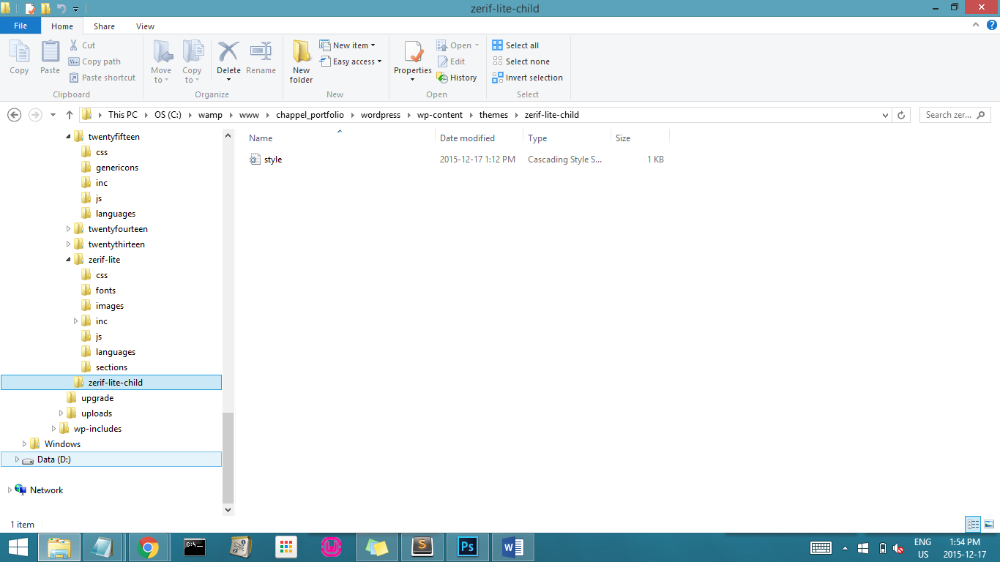 zerif-lite-child
File Home Share View
Copy
Paste
Cut
Copy path
Paste shortcut
Clipboard
Move to
Copy to
Delete
Rename
Organize
New folder
New item
Easy access
New
Properties
Open
Edit
History
Open
Select all
Select none
Invert selection
Select
This PC OS (C:) wamp www chappel_portfolio wordpress wp-content themes zerif-lite-child
Search zer...
Name Date modified Type Size
style 2015-12-17 1:12 PM Cascading Style S... 1 KB
twentyfifteen
css
genericons
inc
js
languages
twentyfourteen
twentythirteen
zerif-lite
css
fonts
images
inc
js
languages
sections
zerif-lite-child
upgrade
uploads
wp-includes
Windows
Data (D:)
Network
1 item
C:\_
S
Ps
W
ENG
US
1:54 PM
2015-12-17